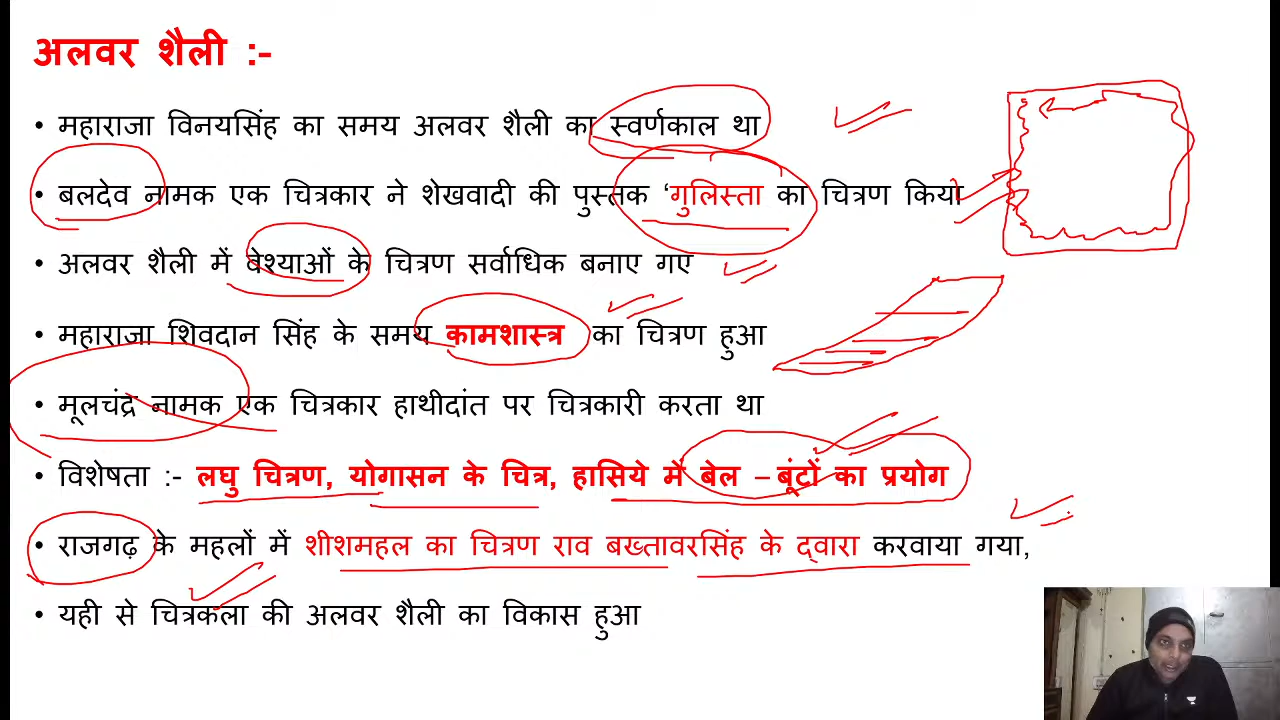 अलवर शैली :-
• महाराजा विनयसिंह का समय अलवर शैली का स्वर्णकाल था
• बलदेव नामक एक चित्रकार ने शेखवादी की पुस्तक ‘गुलिस्ता का चित्रण किया
• अलवर शैली में वेश्याओं के चित्रण सर्वाधिक बनाए गए
• महाराजा शिवदान सिंह के समय कामशास्त्र का चित्रण हुआ
• मूलचंद्र नामक एक चित्रकार हाथीदांत पर चित्रकारी करता था
• विशेषता :- लघु चित्रण, योगासन के चित्र, हासिये में बेल – बूंटों का प्रयोग
• राजगढ़ के महलों में शीशमहल का चित्रण राव बख्तावरसिंह के द्वारा करवाया गया,
• यही से चित्रकला की अलवर शैली का विकास हुआ